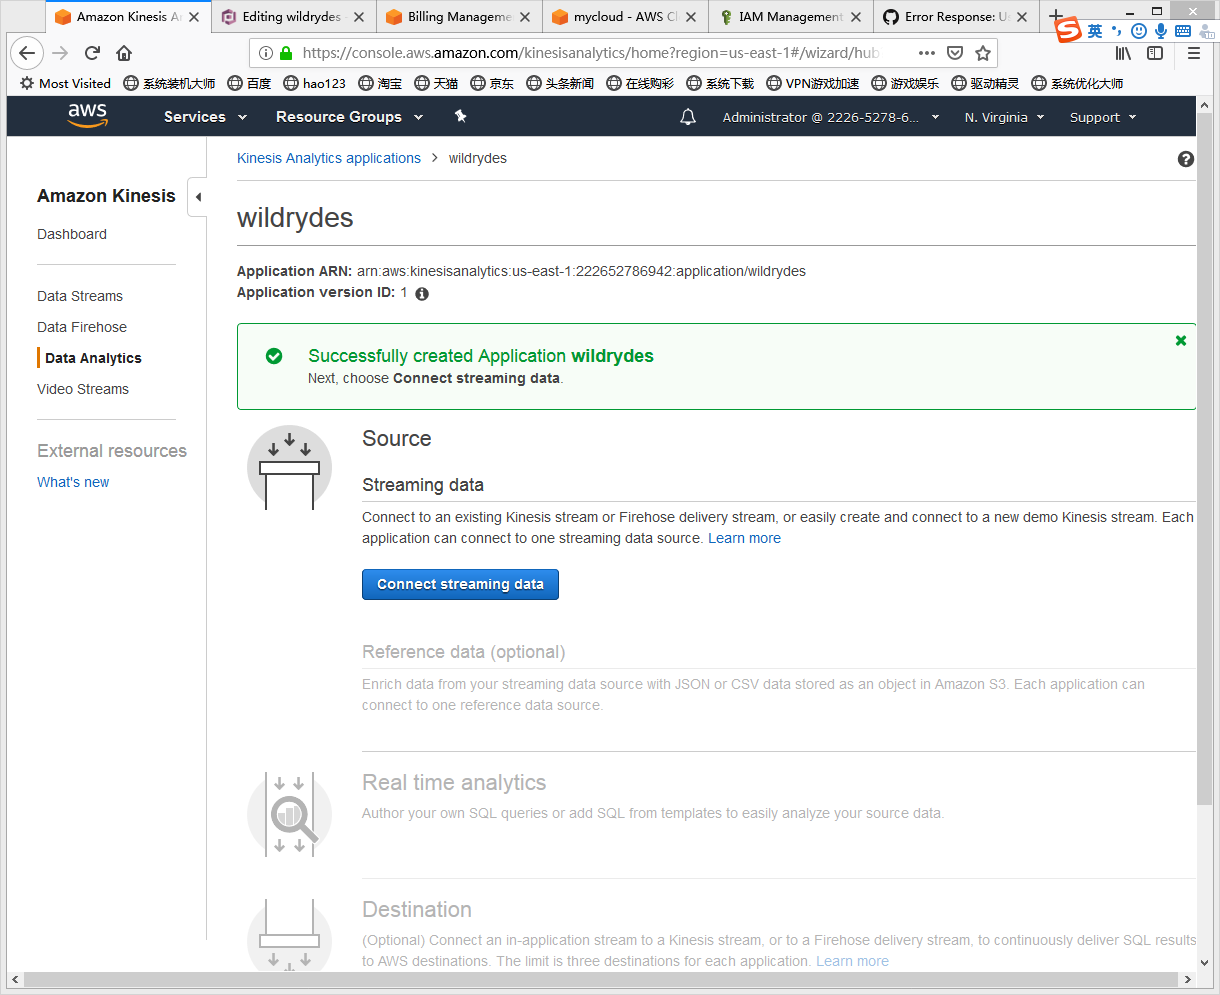 Amazon Kinesis A
Editing wildrydes -
Billing Manageme
mycloud - AWS Cl
IAM Management
Error Response: U
英
https://console.aws.amazon.com/kinesisanalytics/home?region=us-east-1#/wizard/hub
Most Visited
系统装机大师
百度
hao123
淘宝
天猫
京东
头条新闻
在线购彩
系统下载
VPN游戏加速
游戏娱乐
驱动精灵
系统优化大师
aws
Services
Resource Groups
Administrator @ 2226-5278-6...
N. Virginia
Support
Amazon Kinesis
Dashboard
Data Streams
Data Firehose
Data Analytics
Video Streams
External resources
What's new
Kinesis Analytics applications > wildrydes
wildrydes
Application ARN: arn:aws:kinesisanalytics:us-east-1:222652786942:application/wildrydes
Application version ID: 1
Successfully created Application wildrydes
Next, choose Connect streaming data.
Source
Streaming data
Connect to an existing Kinesis stream or Firehose delivery stream, or easily create and connect to a new demo Kinesis stream. Each
application can connect to one streaming data source. Learn more
Connect streaming data
Reference data (optional)
Enrich data from your streaming data source with JSON or CSV data stored as an object in Amazon S3. Each application can
connect to one reference data source.
Real time analytics
Author your own SQL queries or add SQL from templates to easily analyze your source data.
Destination
(Optional) Connect an in-application stream to a Kinesis stream, or to a Firehose delivery stream, to continuously deliver SQL results
to AWS destinations. The limit is three destinations for each application. Learn more